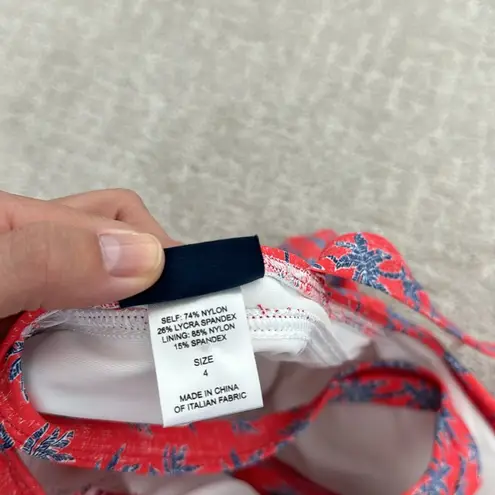 SELF: 74% NYLON
26% LYCRA SPANDEX
LINING: 85% NYLON
15% SPANDEX
SIZE
4
MADE IN CHINA
OF ITALIAN FABRIC